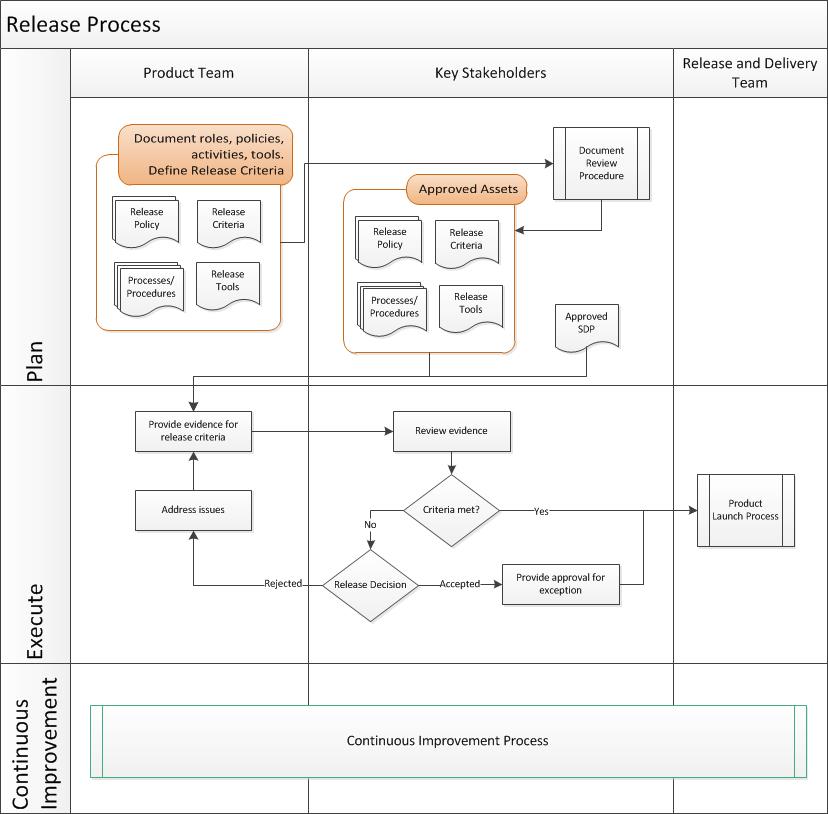 Release Process
Product Team
Key Stakeholders
Release and Delivery
Team
Plan
Document roles, policies,
activities, tools.
Define Release Criteria
Release
Policy
Release
Criteria
Processes/
Procedures
Release
Tools
Document
Review
Procedure
Approved Assets
Release
Policy
Release
Criteria
Processes/
Procedures
Release
Tools
Approved
SDP
Execute
Provide evidence for
release criteria
Review evidence
Address issues
Criteria met?
Yes
No
Product
Launch Process
Rejected
Release Decision
Accepted
Provide approval for
exception
Continuous
Improvement
Continuous Improvement Process